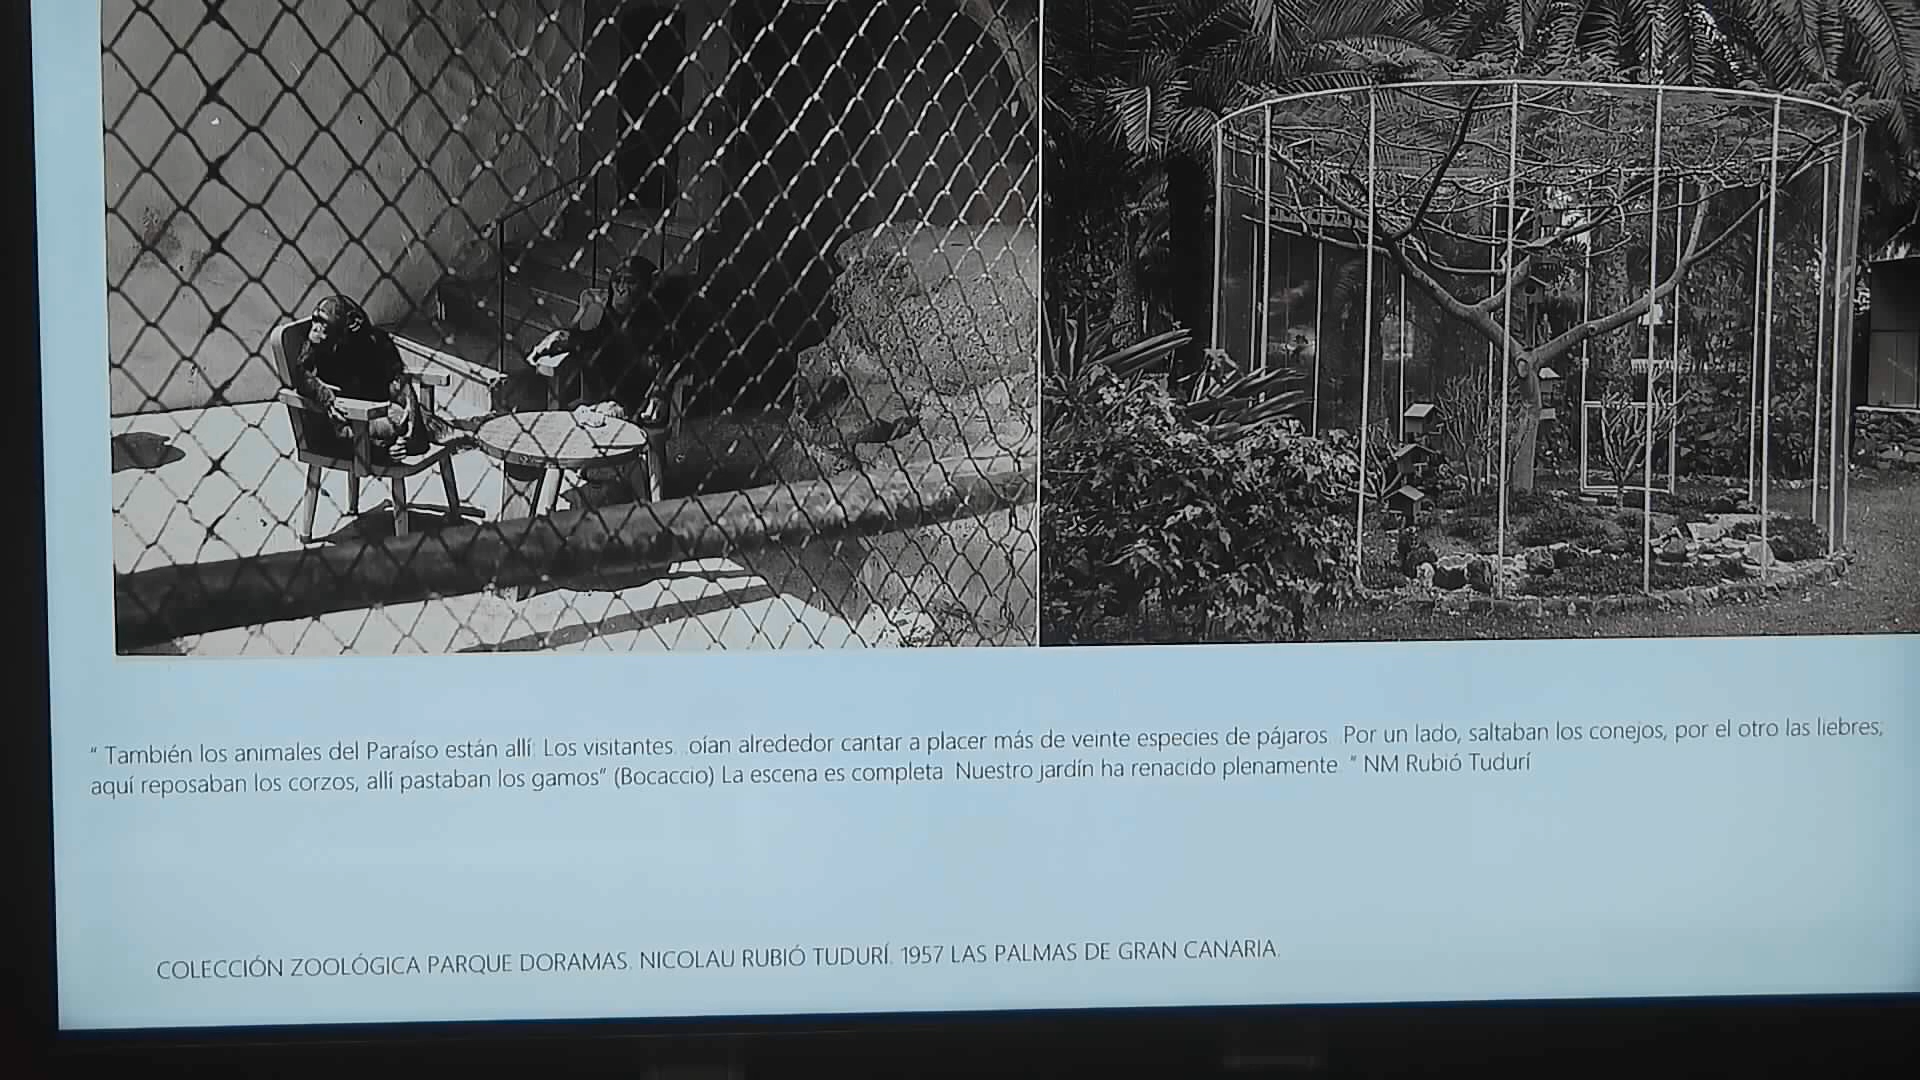 “ También los animales del Paraíso están allí. Los visitantes...oían alrededor cantar a placer más de veinte especies de pájaros...Por un lado, saltaban los conejos, por el otro las liebres;
aquí reposaban los corzos, allí pastaban los gamos” (Bocaccio) La escena es completa. Nuestro jardín ha renacido plenamente. ” NM Rubió Tudurí
COLECCIÓN ZOOLÓGICA PARQUE DORAMAS. NICOLAU RUBIÓ TUDURÍ. 1957 LAS PALMAS DE GRAN CANARIA.